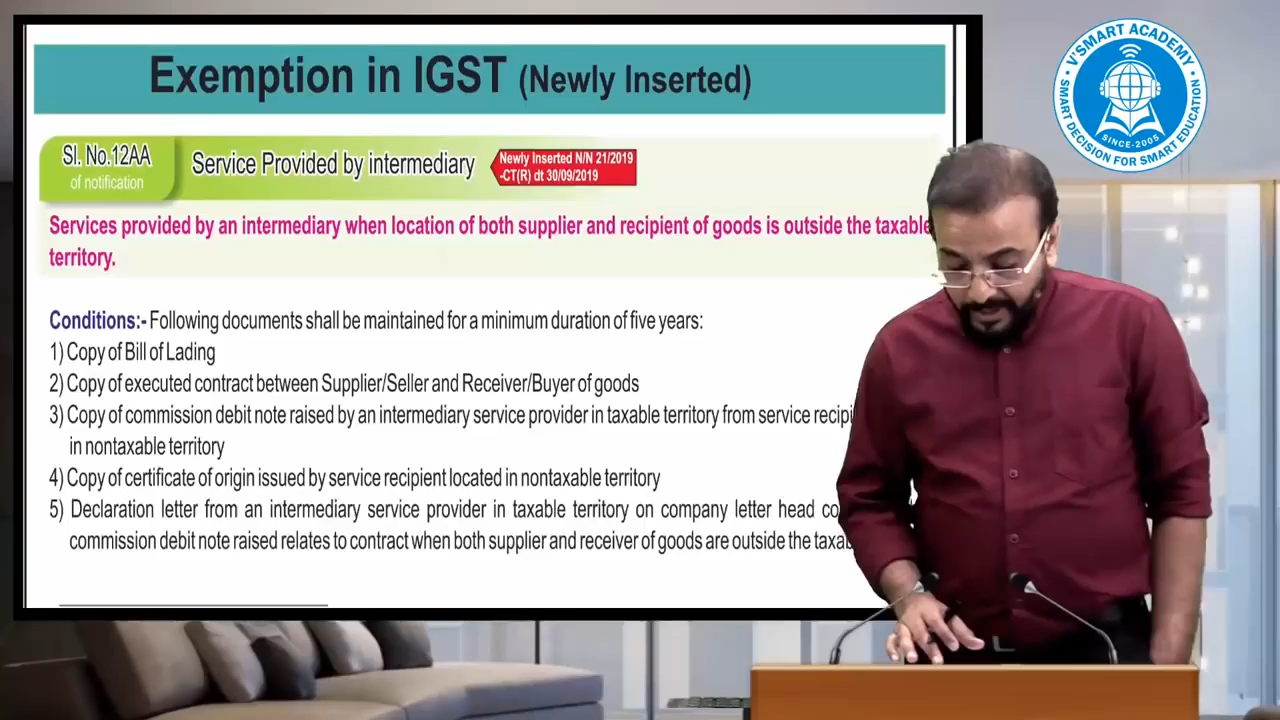 Exemption in IGST (Newly Inserted)
Sl. No.12AA
of notification
Service Provided by intermediary
Newly Inserted N/N 21/2019
-CT(R) dt 30/09/2019
Services provided by an intermediary when location of both supplier and recipient of goods is outside the taxable
territory.
Conditions:- Following documents shall be maintained for a minimum duration of five years:
1) Copy of Bill of Lading
2) Copy of executed contract between Supplier/Seller and Receiver/Buyer of goods
3) Copy of commission debit note raised by an intermediary service provider in taxable territory from service
in nontaxable territory
4) Copy of certificate of origin issued by service recipient located in nontaxable territory
5) Declaration letter from an intermediary service provider in taxable territory on company letter head
commission debit note raised relates to contract when both supplier and receiver of goods are outside the
V'SMART ACADEMY
SINCE-2005
SMART DECISION FOR SMART EDUCATION